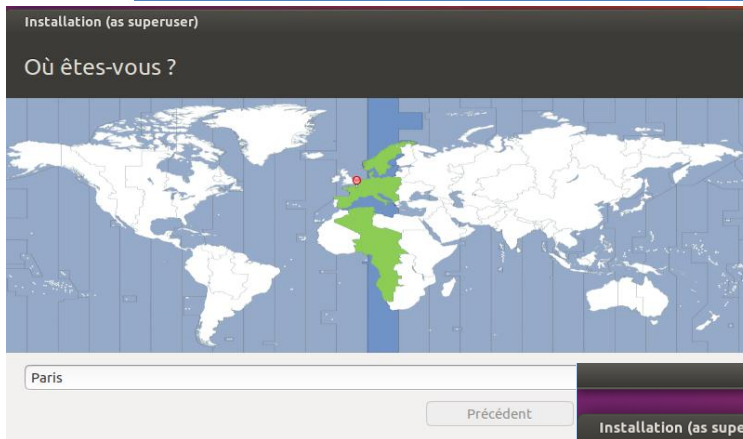 Installation (as superuser)
Où êtes-vous ?
Paris
Précédent
Installation (as supe